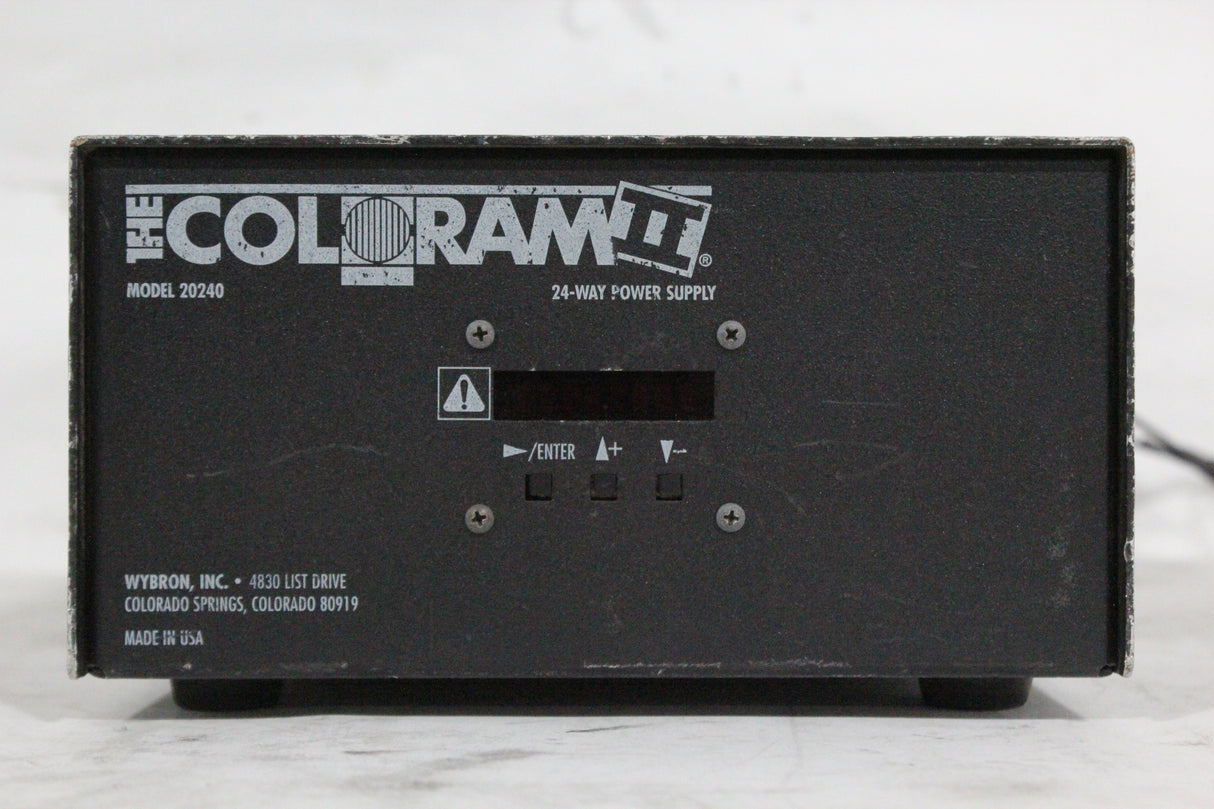 THE COLORAM II®
MODEL 20240 24-WAY POWER SUPPLY
►/ENTER ▲+ ▼-
WYBRON, INC. • 4830 LIST DRIVE
COLORADO SPRINGS, COLORADO 80919
MADE IN USA